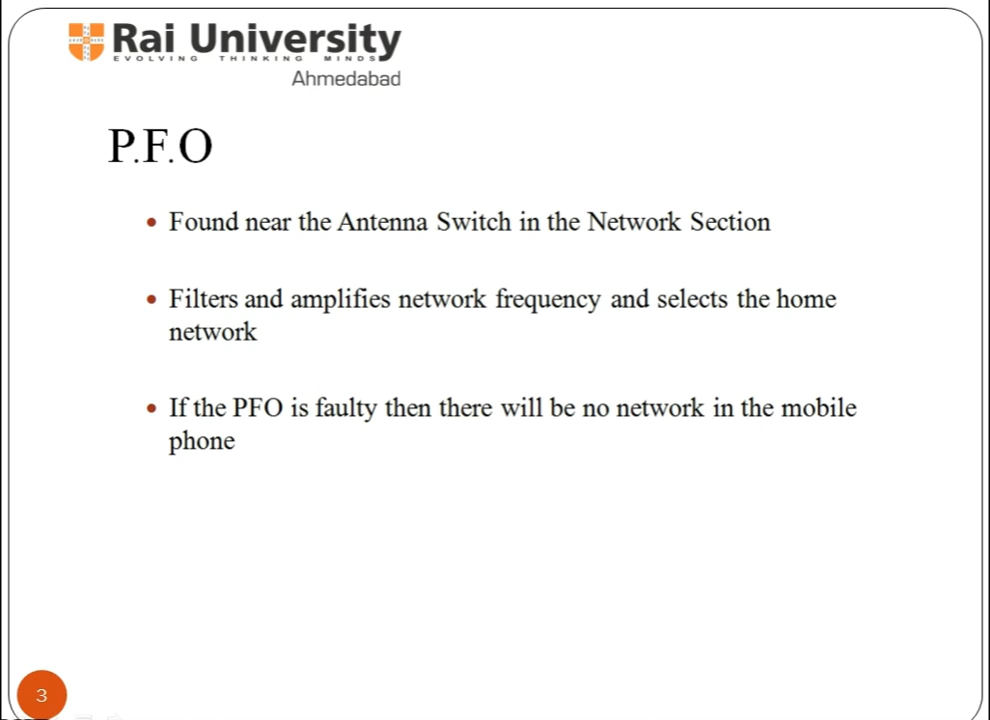 Rai University
EVOLVING THINKING MINDS
Ahmedabad
P.F.O
• Found near the Antenna Switch in the Network Section
• Filters and amplifies network frequency and selects the home
network
• If the PFO is faulty then there will be no network in the mobile
phone
3